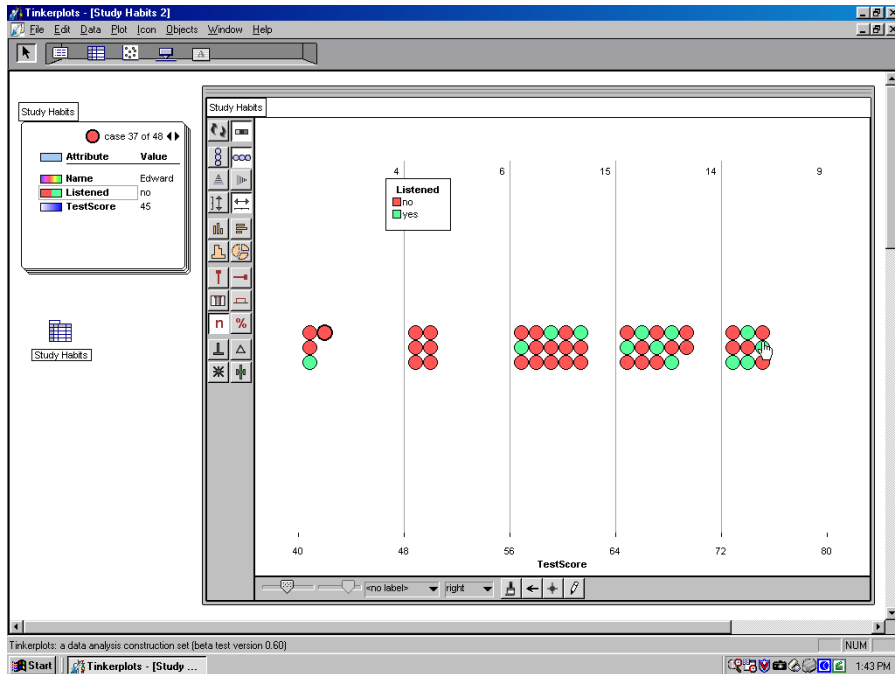 Tinkerplots - [Study Habits 2]
File Edit Data Plot Icon Objects Window Help
A
Study Habits
case 37 of 48
Attribute Value
Name Edward
Listened no
TestScore 45
Study Habits
Study Habits
n %
4 6 15 14 9
Listened
no
yes
40 48 56 64 72 80
TestScore
<no label> right
Tinkerplots: a data analysis construction set (beta test version 0.60)
NUM
Start Tinkerplots - [Study ... 1:43 PM